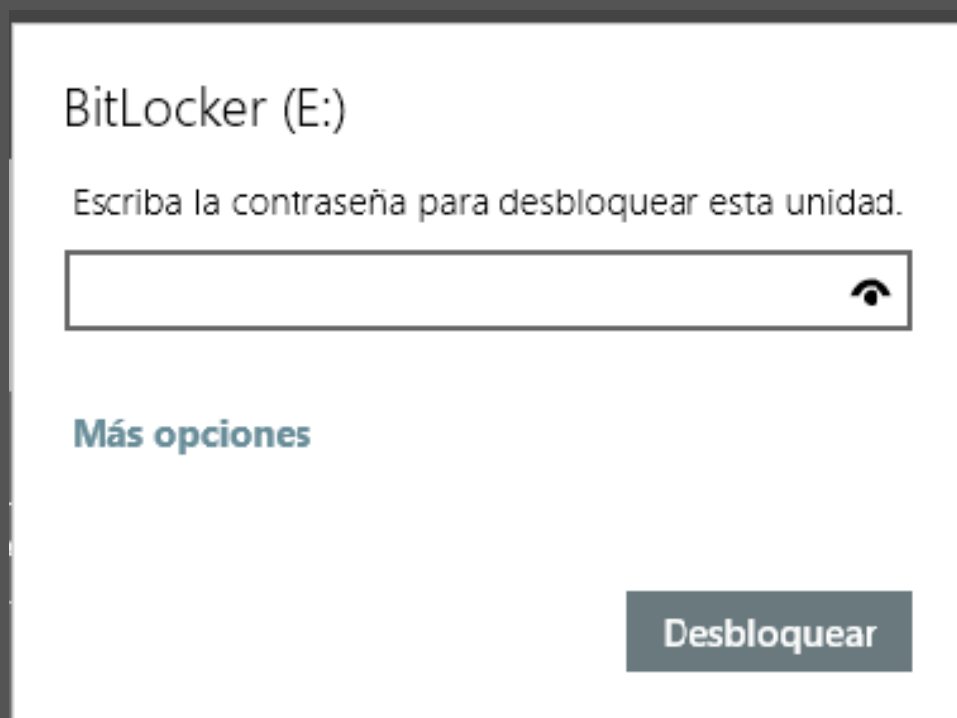 BitLocker (E:)
Escriba la contraseña para desbloquear esta unidad.
Más opciones
Desbloquear